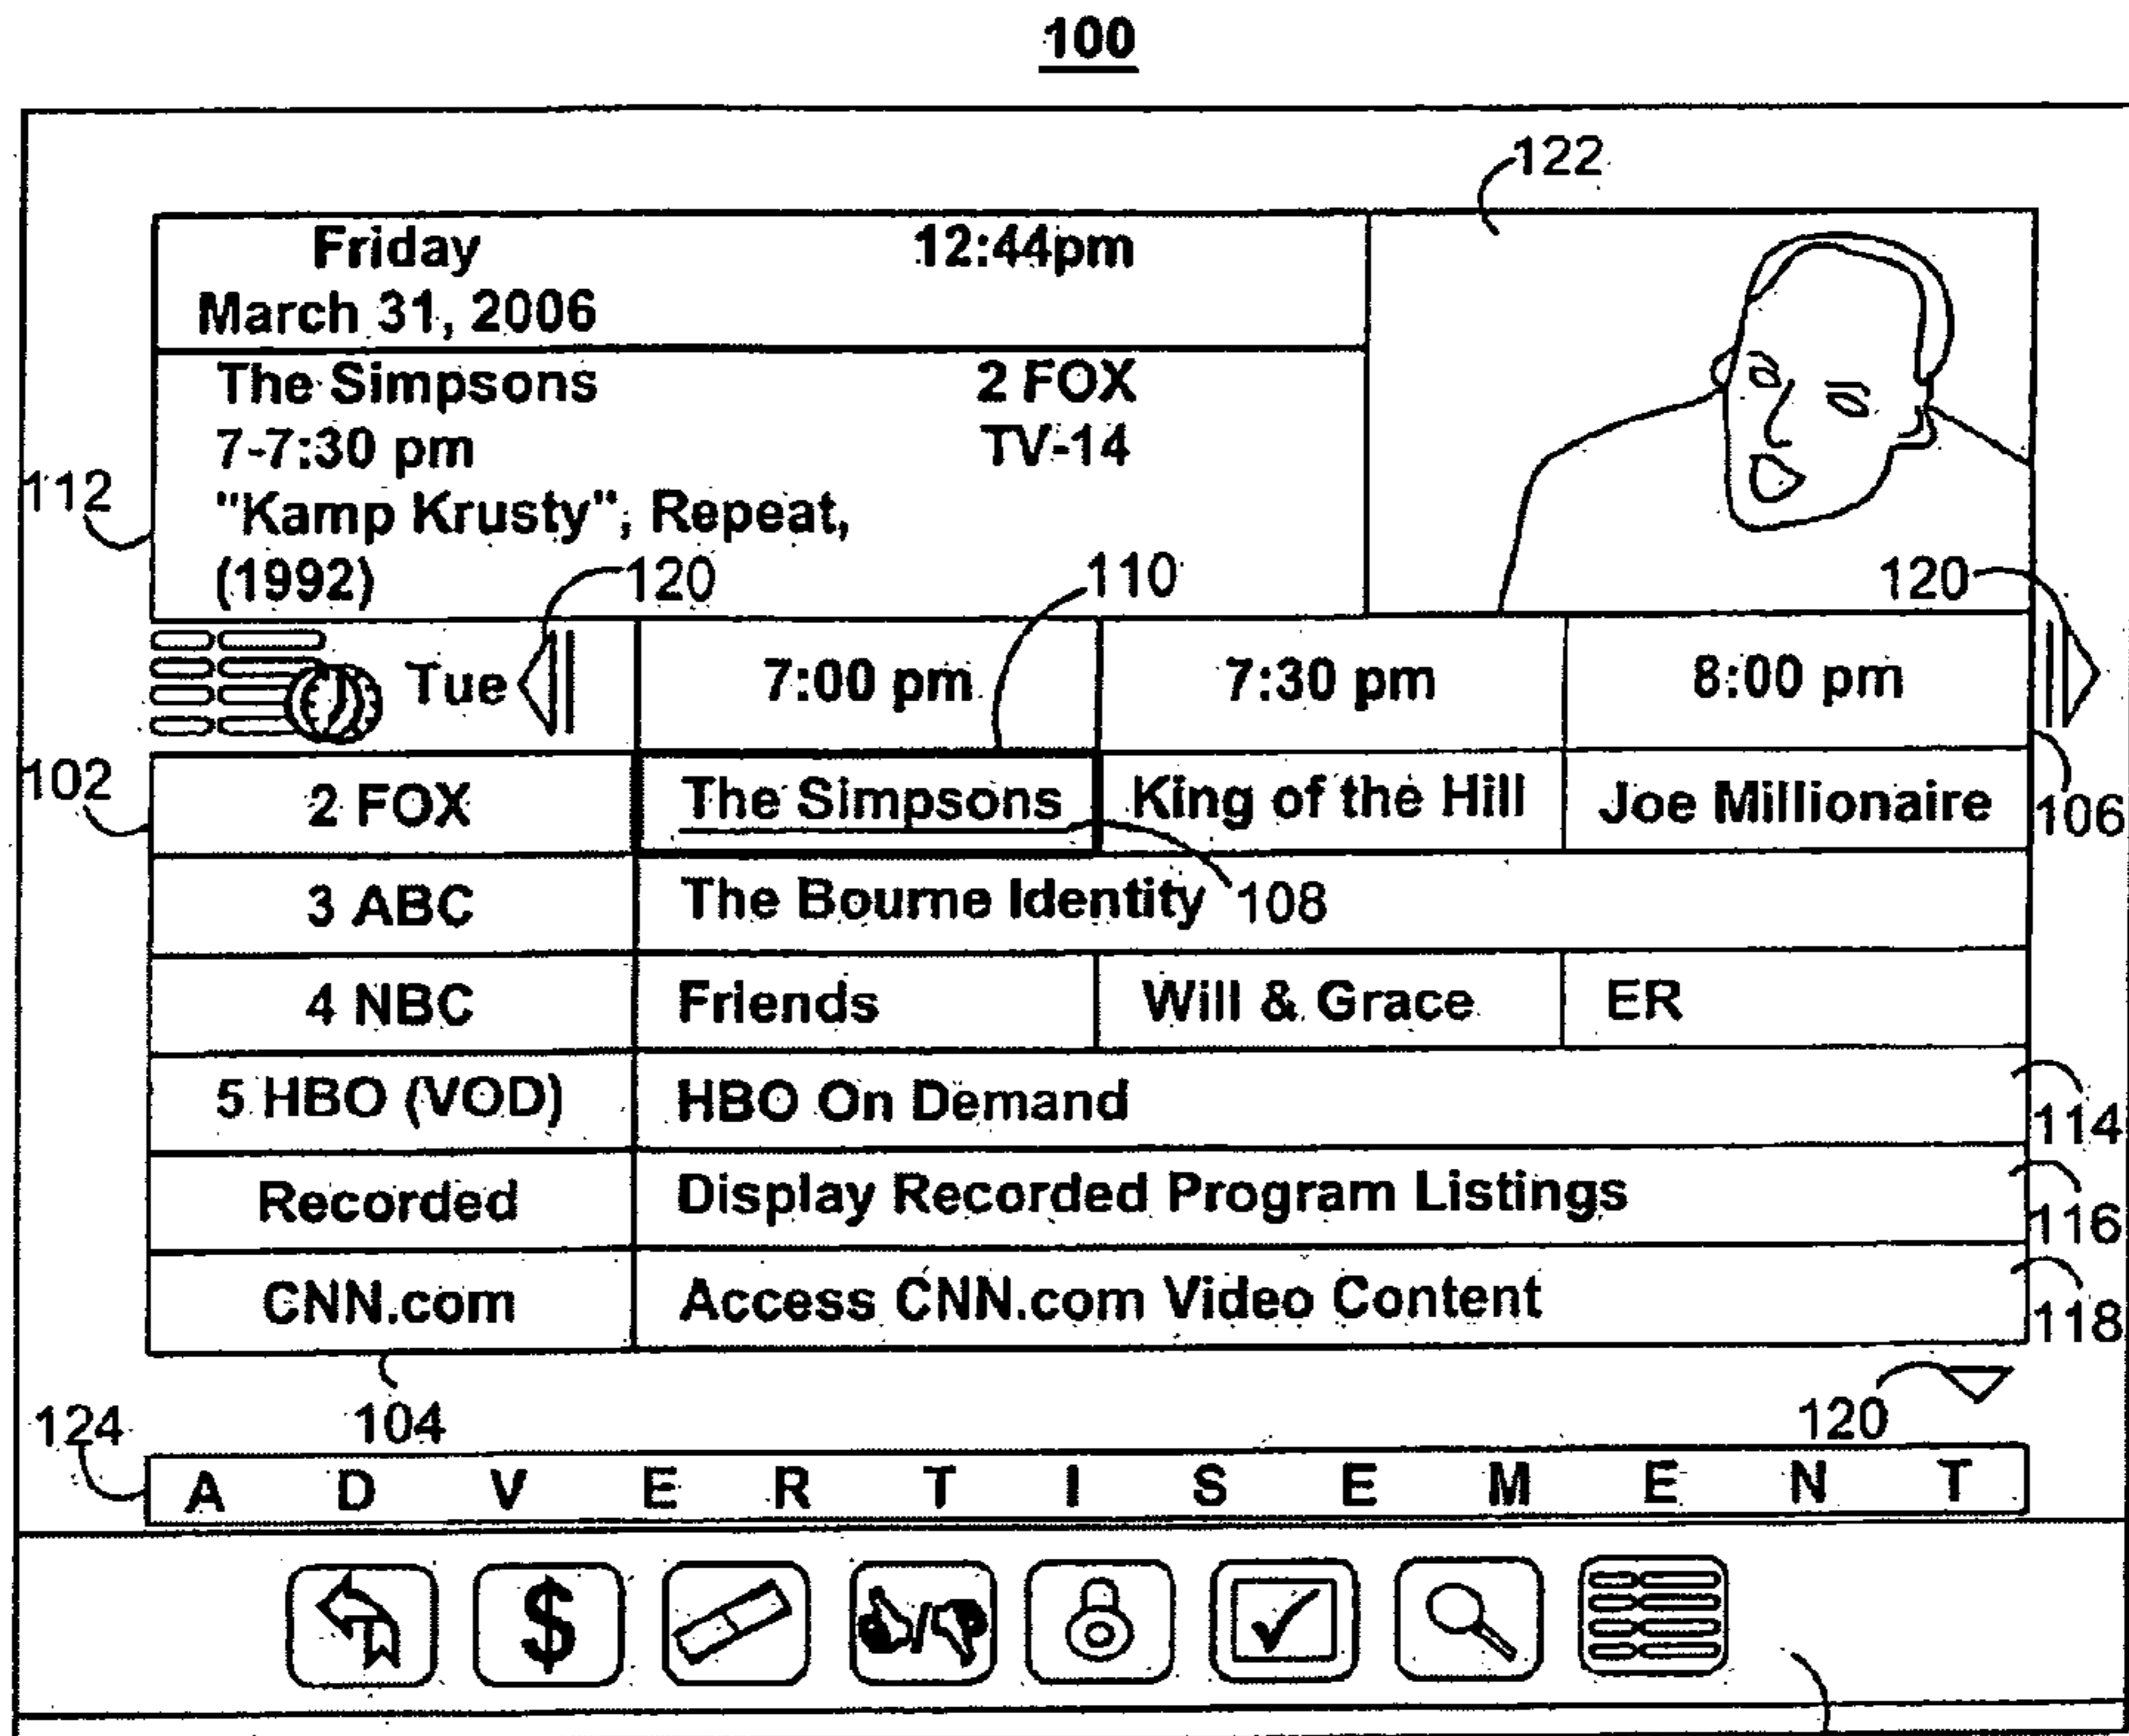 100
122
Friday 12:44pm
March 31, 2006
The Simpsons 2 FOX
7-7:30 pm TV-14
112
"Kamp Krusty", Repeat,
(1992)
120 110 120
Tue 7:00 pm 7:30 pm 8:00 pm
102
2 FOX The Simpsons King of the Hill Joe Millionaire
106
3 ABC The Bourne Identity 108
4 NBC Friends Will & Grace ER
5 HBO (VOD) HBO On Demand
114
Recorded Display Recorded Program Listings
116
CNN.com Access CNN.com Video Content
118
124 104 120
A D V E R T I S E M E N T
$